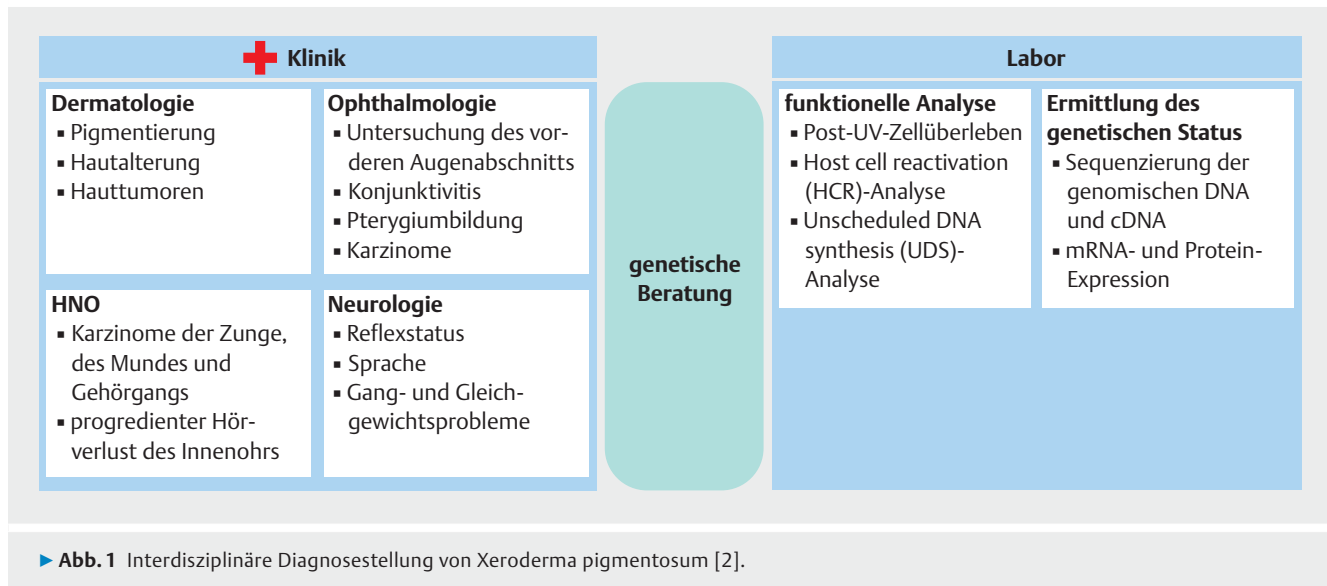 Klinik
Dermatologie
▪ Pigmentierung
▪ Hautalterung
▪ Hauttumoren
Ophthalmologie
▪ Untersuchung des vor-
deren Augenabschnitts
▪ Konjunktivitis
▪ Pterygiumbildung
▪ Karzinome
HNO
▪ Karzinome der Zunge,
des Mundes und
Gehörgangs
▪ progredienter Hör-
verlust des Innenohrs
Neurologie
▪ Reflexstatus
▪ Sprache
▪ Gang- und Gleich-
gewichtsprobleme
genetische
Beratung
Labor
funktionelle Analyse
▪ Post-UV-Zellüberleben
▪ Host cell reactivation
(HCR)-Analyse
▪ Unscheduled DNA
synthesis (UDS)-
Analyse
Ermittlung des
genetischen Status
▪ Sequenzierung der
genomischen DNA
und cDNA
▪ mRNA- und Protein-
Expression
▶ Abb. 1 Interdisziplinäre Diagnosestellung von Xeroderma pigmentosum [2].